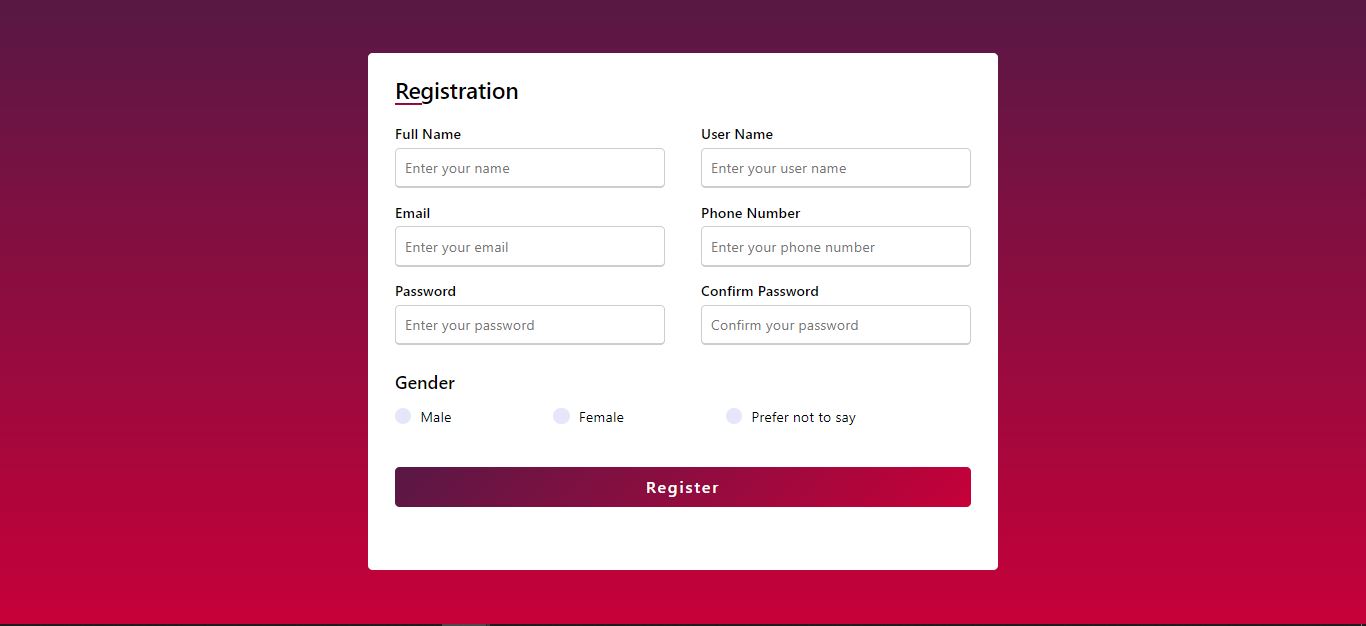 Registration
Full Name User Name
Enter your name Enter your user name
Email Phone Number
Enter your email Enter your phone number
Password Confirm Password
Enter your password Confirm your password
Gender
Male Female Prefer not to say
Register